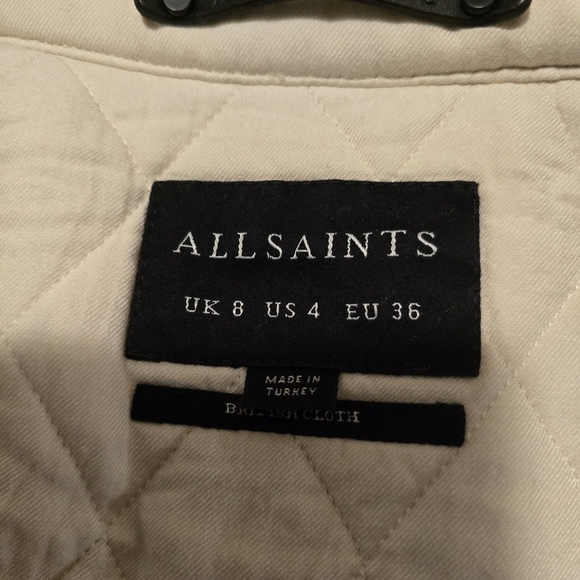 ALLSAINTS
UK 8 US 4 EU 36
MADE IN
TURKEY
BRITISH CLOTH